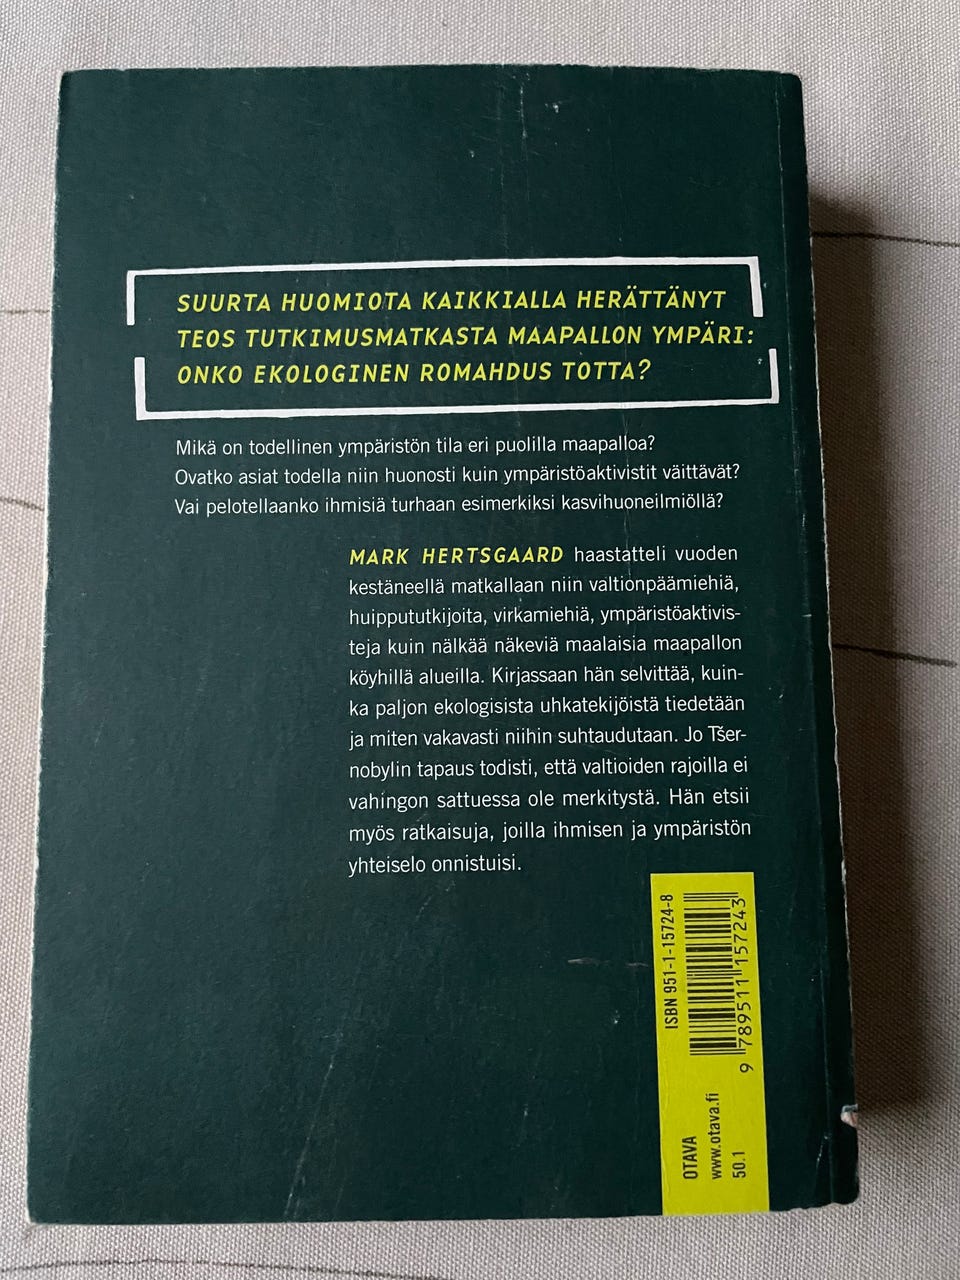 SUURTA HUOMIOTA KAIKKIALLA HERÄTTÄNYT
TEOS TUTKIMUSMATKASTA MAAPALLON YMPÄRI:
ONKO EKOLOGINEN ROMAHDUS TOTTA?
Mikä on todellinen ympäristön tila eri puolilla maapalloa?
Ovatko asiat todella niin huonosti kuin ympäristöaktivistit väittävät?
Vai pelotellaanko ihmisiä turhaan esimerkiksi kasvihuoneilmiöllä?
MARK HERTSGAARD haastatteli vuoden
kestäneellä matkallaan niin valtionpäämiehiä,
huippututkijoita, virkamiehiä, ympäristöaktivis-
teja kuin nälkää näkeviä maalaisia maapallon
köyhillä alueilla. Kirjassaan hän selvittää, kuin-
ka paljon ekologisista uhkatekijöistä tiedetään
ja miten vakavasti niihin suhtaudutaan. Jo Tšer-
nobylin tapaus todisti, että valtioiden rajoilla ei
vahingon sattuessa ole merkitystä. Hän etsii
myös ratkaisuja, joilla ihmisen ja ympäristön
yhteiselo onnistuisi.
ISBN 951-1-15724-8
9 789511 157243
OTAVA
www.otava.fi
50.1